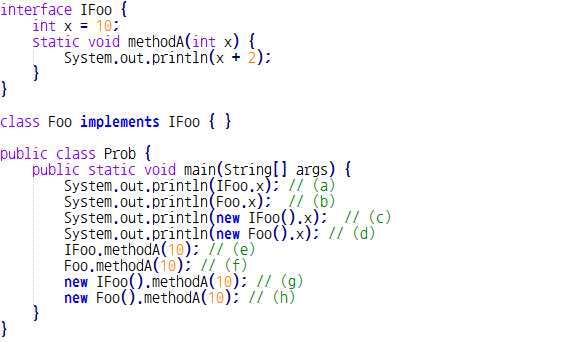 interface IFoo {
    int x = 10;
    static void methodA(int x) {
        System.out.println(x + 2);
    }
}

class Foo implements IFoo { }

public class Prob {
    public static void main(String[] args) {
        System.out.println(IFoo.x); // (a)
        System.out.println(Foo.x);  // (b)
        System.out.println(new IFoo().x);  // (c)
        System.out.println(new Foo().x); // (d)
        IFoo.methodA(10); // (e)
        Foo.methodA(10); // (f)
        new IFoo().methodA(10); // (g)
        new Foo().methodA(10); // (h)
    }
}